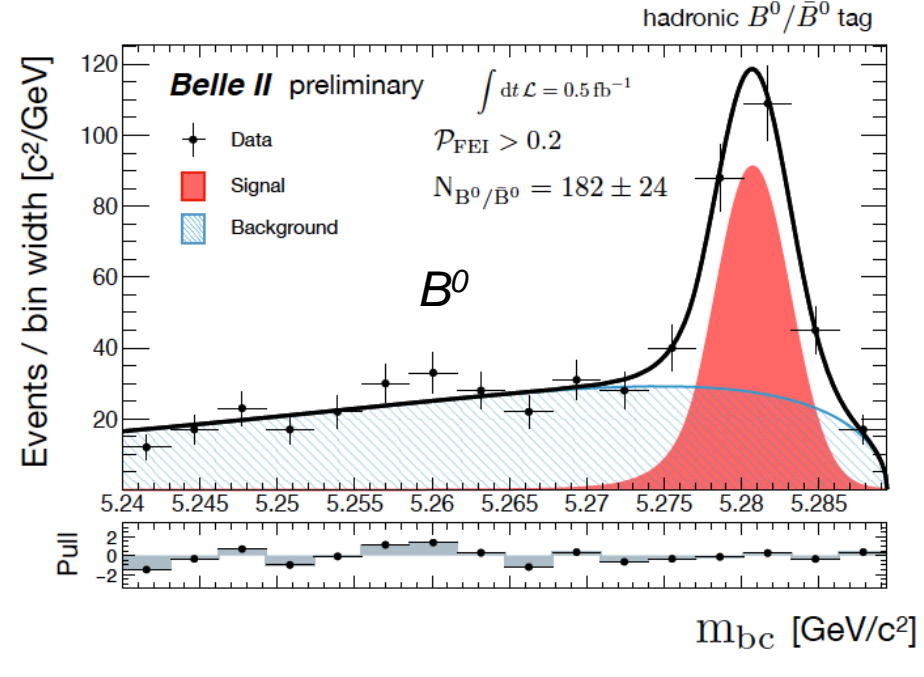 hadronic B⁰/B̄⁰ tag
Events / bin width [c²/GeV]
120
100
80
60
40
20
Belle II preliminary
∫ dt ℒ = 0.5 fb⁻¹
Data
𝒫_FEI > 0.2
Signal
N_B⁰/B̄⁰ = 182 ± 24
Background
B⁰
5.24 5.245 5.25 5.255 5.26 5.265 5.27 5.275 5.28 5.285
Pull
2
0
−2
m_bc [GeV/c²]